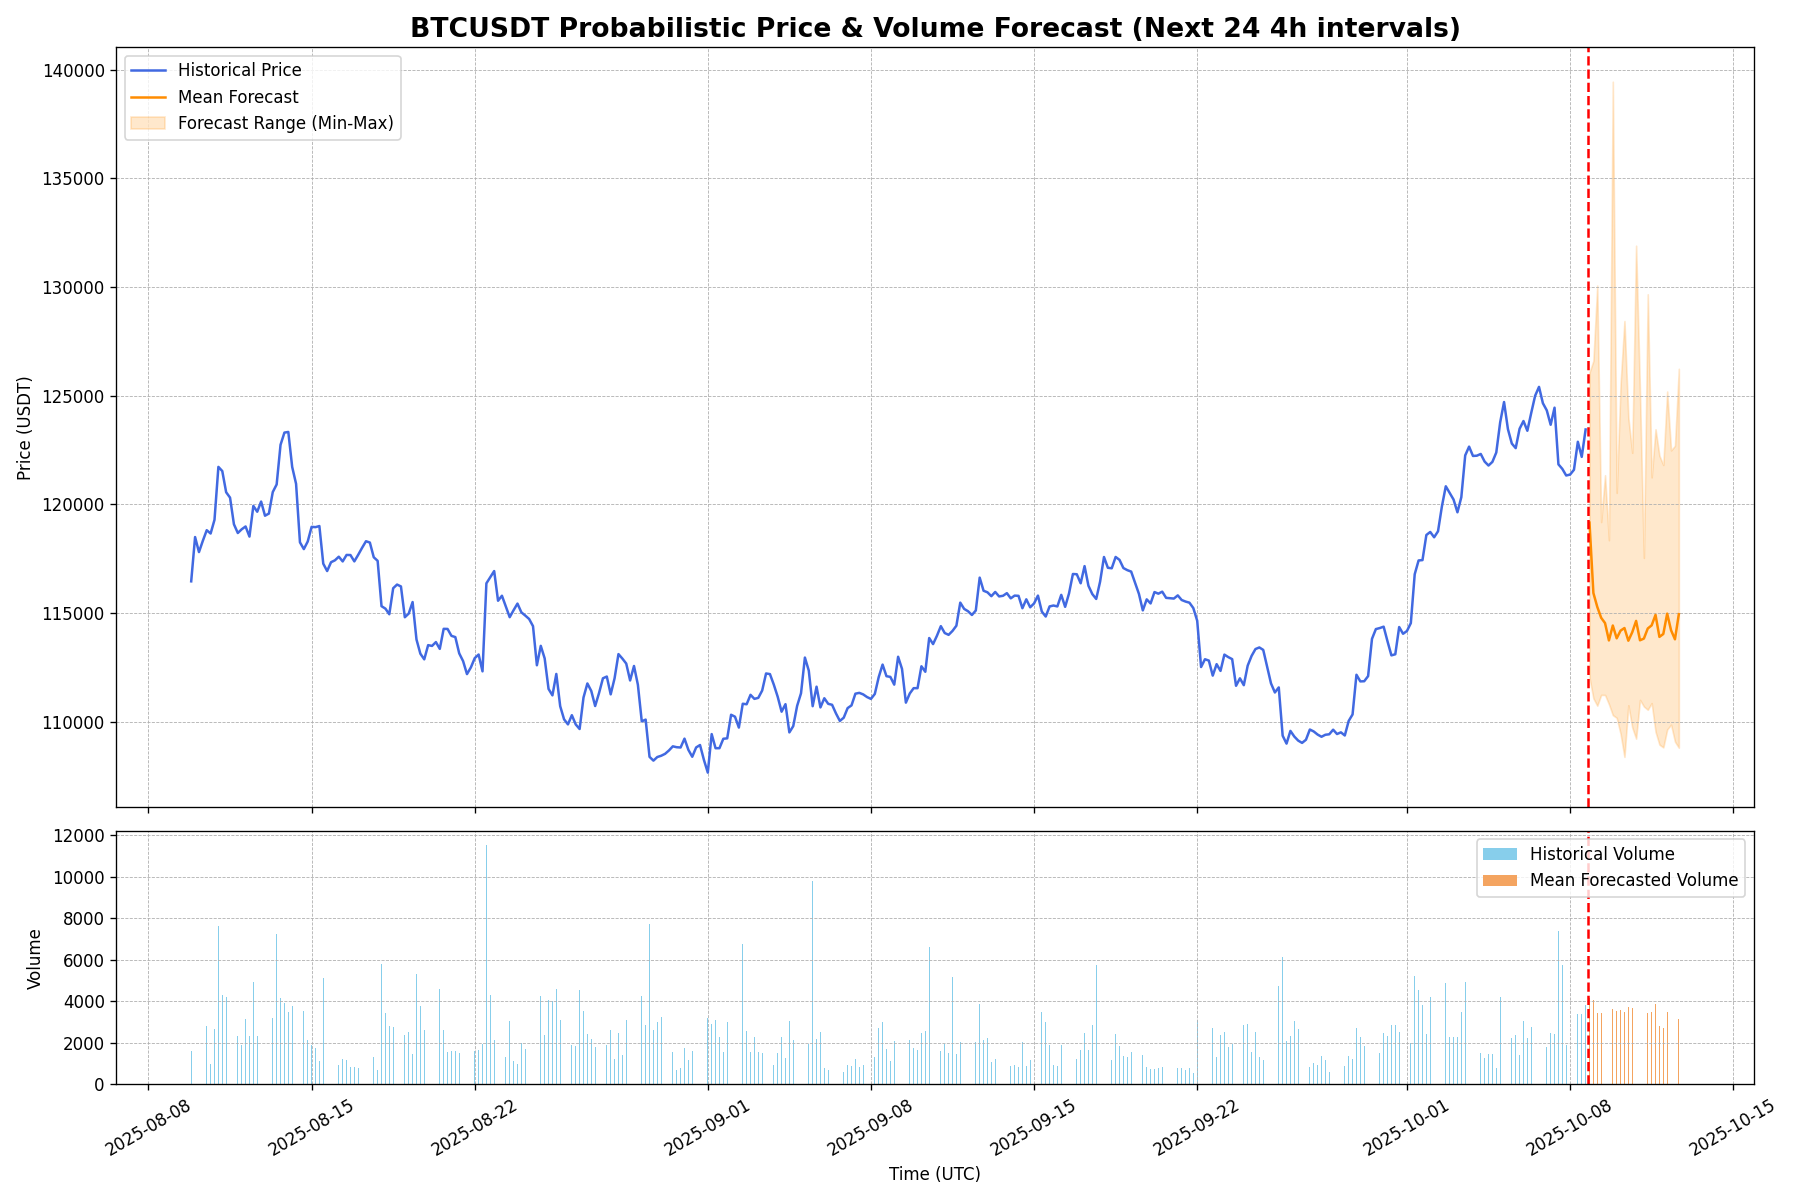 BTCUSDT Probabilistic Price & Volume Forecast (Next 24 4h intervals)
Historical Price
Mean Forecast
Forecast Range (Min-Max)
Price (USDT)
140000
135000
130000
125000
120000
115000
110000
Historical Volume
Mean Forecasted Volume
Volume
12000
10000
8000
6000
4000
2000
0
2025-08-08
2025-08-15
2025-08-22
2025-09-01
2025-09-08
2025-09-15
2025-09-22
2025-10-01
2025-10-08
2025-10-15
Time (UTC)